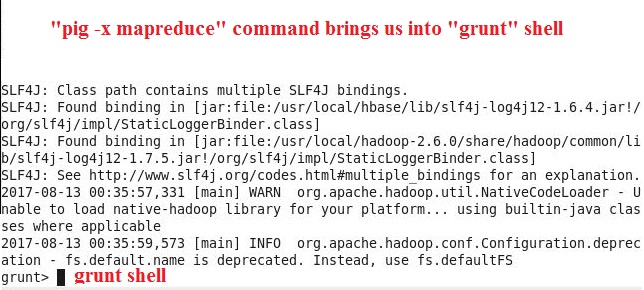 "pig -x mapreduce" command brings us into "grunt" shell
SLF4J: Class path contains multiple SLF4J bindings.
SLF4J: Found binding in [jar:file:/usr/local/hbase/lib/slf4j-log4j12-1.6.4.jar!/
org/slf4j/impl/StaticLoggerBinder.class]
SLF4J: Found binding in [jar:file:/usr/local/hadoop-2.6.0/share/hadoop/common/li
b/slf4j-log4j12-1.7.5.jar!/org/slf4j/impl/StaticLoggerBinder.class]
SLF4J: See http://www.slf4j.org/codes.html#multiple_bindings for an explanation.
2017-08-13 00:35:57,331 [main] WARN  org.apache.hadoop.util.NativeCodeLoader - U
nable to load native-hadoop library for your platform... using builtin-java clas
ses where applicable
2017-08-13 00:35:59,573 [main] INFO  org.apache.hadoop.conf.Configuration.deprec
ation - fs.default.name is deprecated. Instead, use fs.defaultFS
grunt> grunt shell